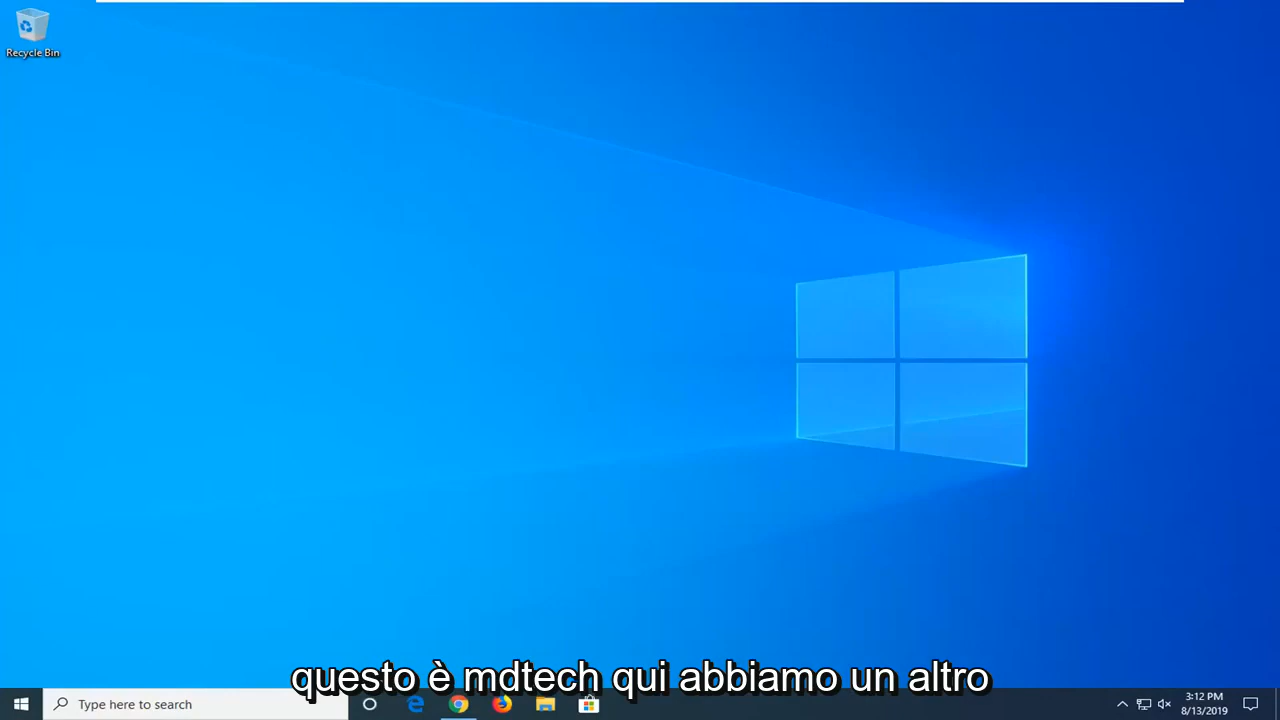 Recycle Bin
questo è mdtech qui abbiamo un altro
Type here to search
3:12 PM
8/13/2019